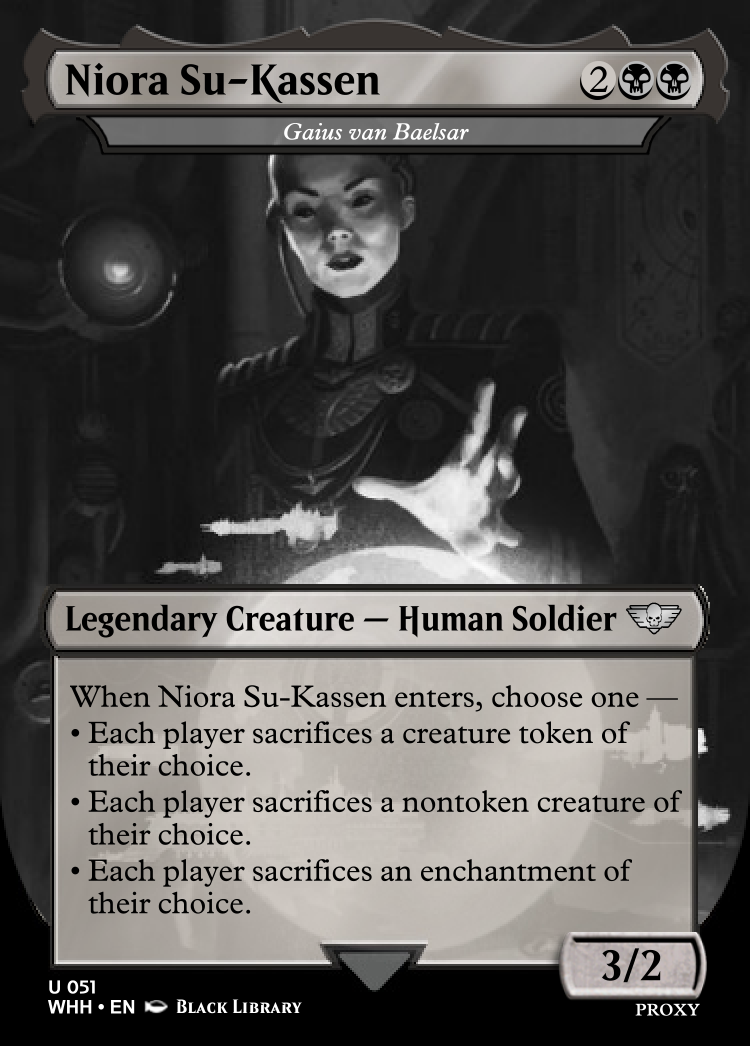 Niora Su-Kassen 2
Gaius van Baelsar
Legendary Creature — Human Soldier
When Niora Su-Kassen enters, choose one —
• Each player sacrifices a creature token of
their choice.
• Each player sacrifices a nontoken creature of
their choice.
• Each player sacrifices an enchantment of
their choice.
3/2
U 051
WHH • EN Black Library
PROXY